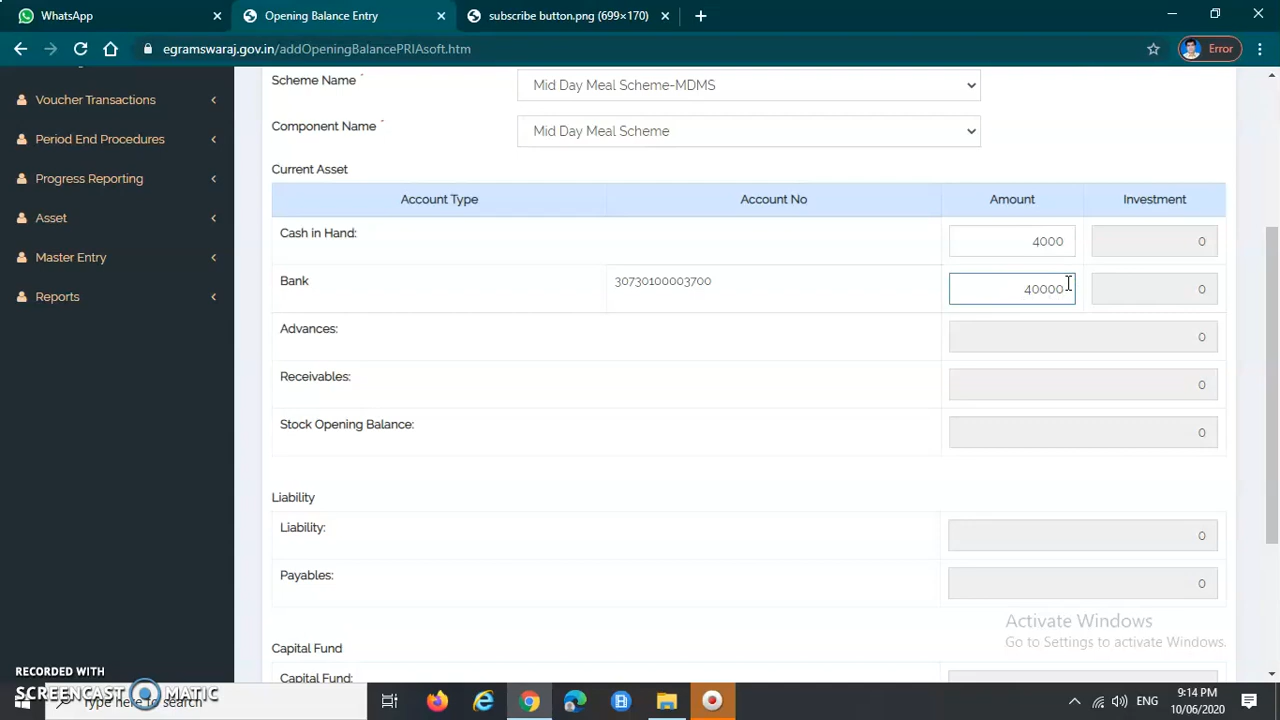 WhatsApp
Opening Balance Entry
subscribe button.png (699×170)
egramswaraj.gov.in/addOpeningBalancePRIAsoft.htm
Error
Voucher Transactions
Period End Procedures
Progress Reporting
Asset
Master Entry
Reports
Scheme Name *
Mid Day Meal Scheme-MDMS
Component Name *
Mid Day Meal Scheme
Current Asset
Account Type Account No Amount Investment
Cash in Hand: 4000 0
Bank 30730100003700 40000 0
Advances: 0
Receivables: 0
Stock Opening Balance: 0
Liability
Liability: 0
Payables: 0
Capital Fund
Capital Fund:
Activate Windows
Go to Settings to activate Windows.
RECORDED WITH
SCREENCAST MATIC
Type here to search
ENG
9:14 PM
10/06/2020